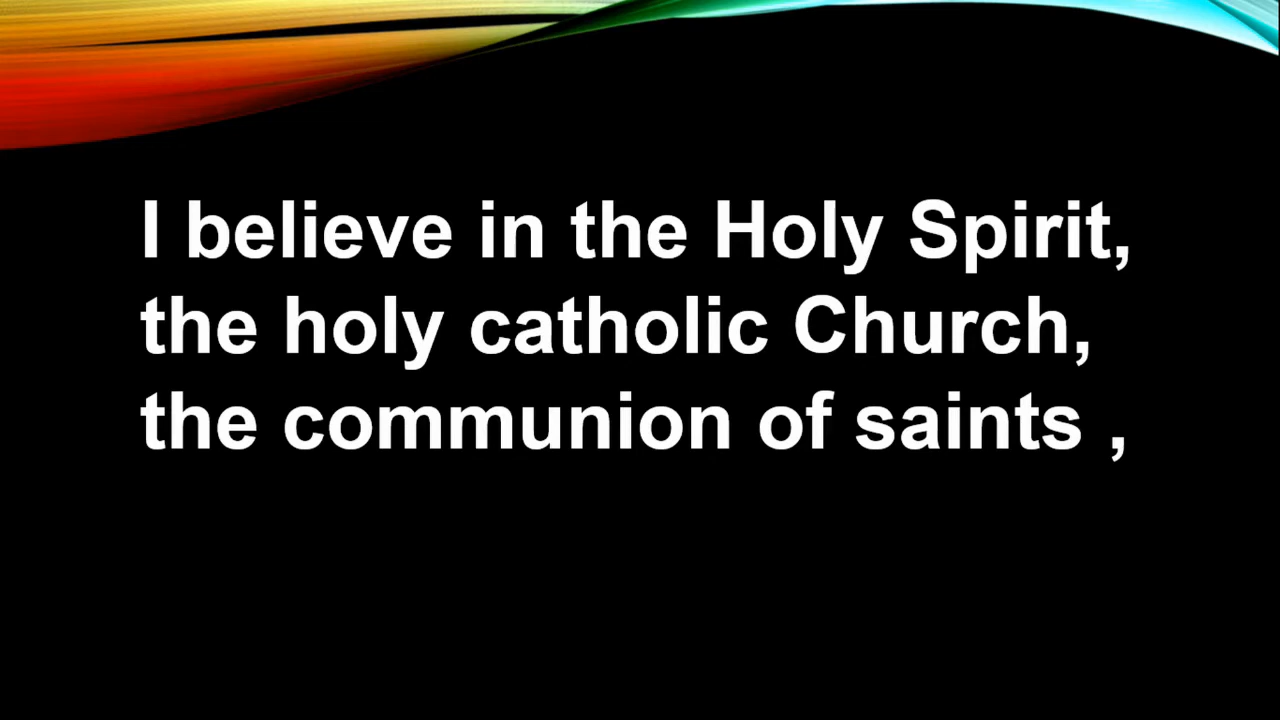 I believe in the Holy Spirit,
the holy catholic Church,
the communion of saints ,